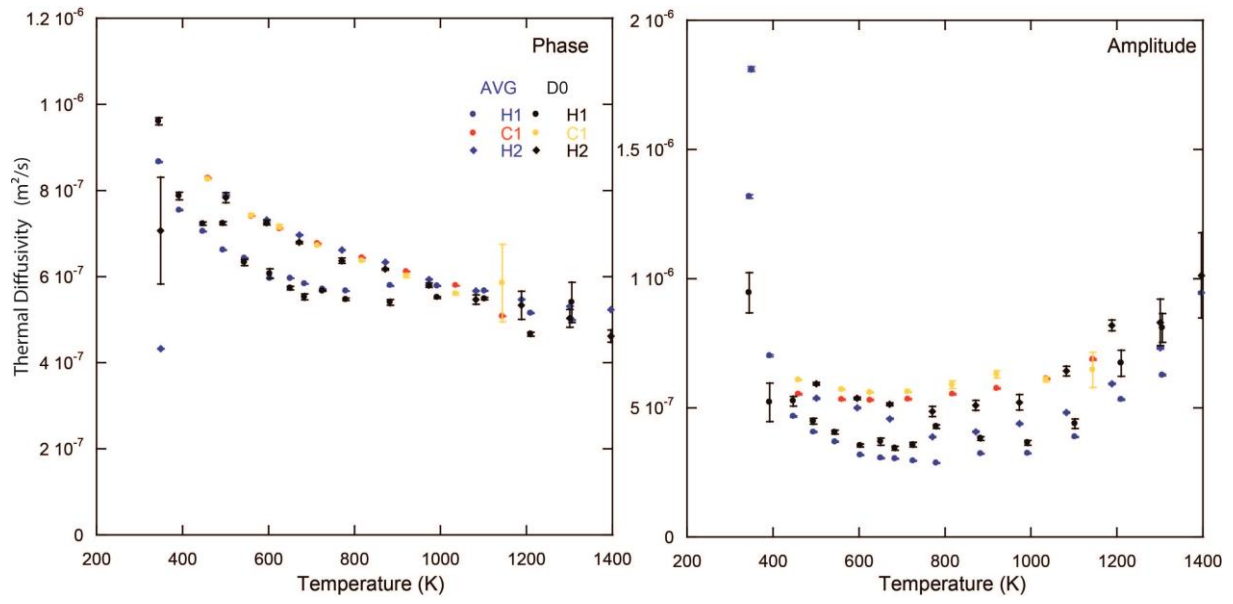 Phase
Thermal Diffusivity (m²/s)
1.2 10⁻⁶
1 10⁻⁶
8 10⁻⁷
6 10⁻⁷
4 10⁻⁷
2 10⁻⁷
0
AVG D0
H1 H1
C1 C1
H2 H2
200 400 600 800 1000 1200 1400
Temperature (K)
Amplitude
2 10⁻⁶
1.5 10⁻⁶
1 10⁻⁶
5 10⁻⁷
0
200 400 600 800 1000 1200 1400
Temperature (K)